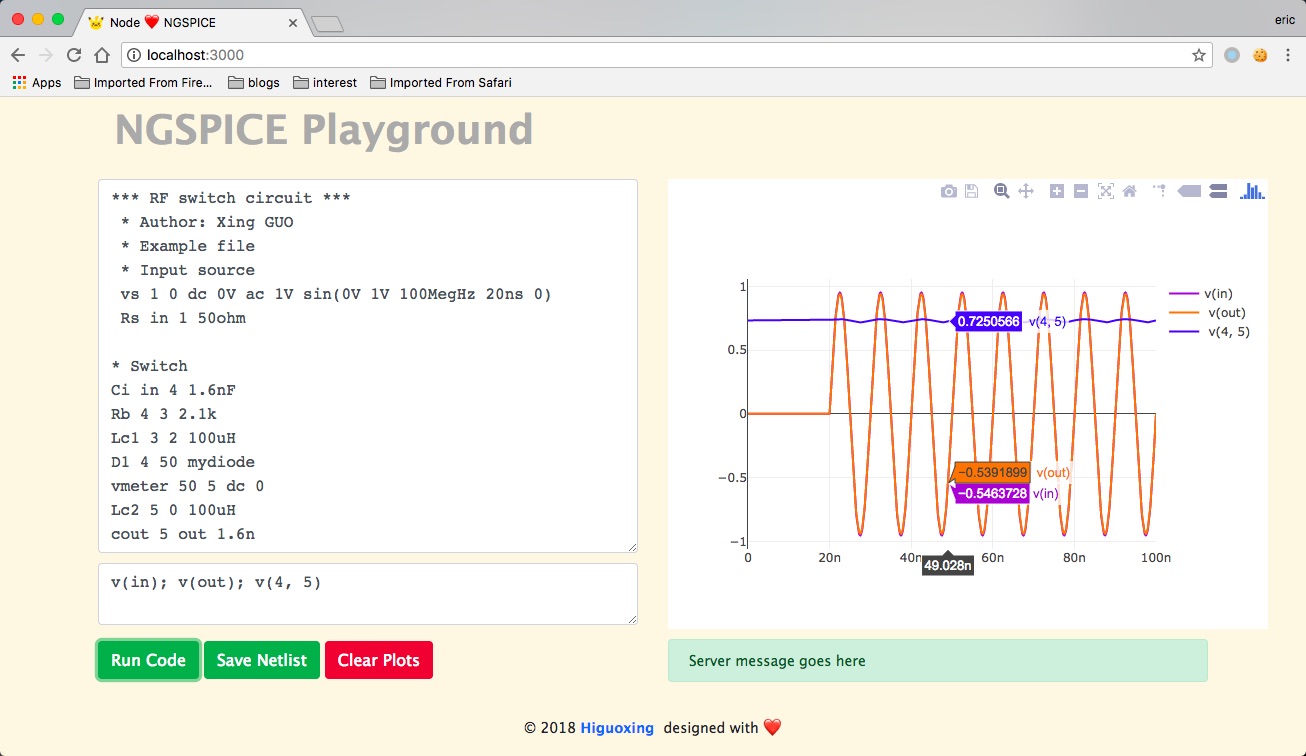 Node ❤️ NGSPICE
eric
localhost:3000
Apps
Imported From Fire...
blogs
interest
Imported From Safari
NGSPICE Playground
*** RF switch circuit ***
* Author: Xing GUO
* Example file
* Input source
vs 1 0 dc 0V ac 1V sin(0V 1V 100MegHz 20ns 0)
Rs in 1 50ohm
* Switch
Ci in 4 1.6nF
Rb 4 3 2.1k
Lc1 3 2 100uH
D1 4 50 mydiode
vmeter 50 5 dc 0
Lc2 5 0 100uH
cout 5 out 1.6n
v(in); v(out); v(4, 5)
Run Code
Save Netlist
Clear Plots
1
0.5
0
−0.5
−1
0
20n
40n
60n
80n
100n
0.7250566 v(4, 5)
−0.5391899 v(out)
−0.5463728 v(in)
49.028n
v(in)
v(out)
v(4, 5)
Server message goes here
© 2018 Higuoxing designed with ❤️